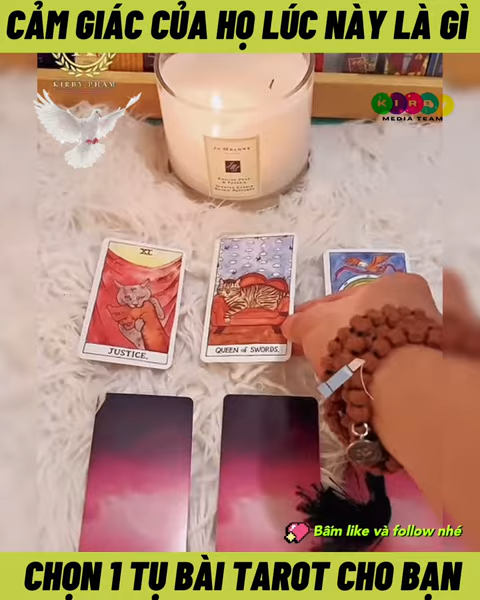 CẢM GIÁC CỦA HỌ LÚC NÀY LÀ GÌ
KIRBY PHAM
KIRBY
MEDIA TEAM
Jo MALONE
XI
JUSTICE.
QUEEN of SWORDS.
Bấm like và follow nhé
CHỌN 1 TỤ BÀI TAROT CHO BẠN